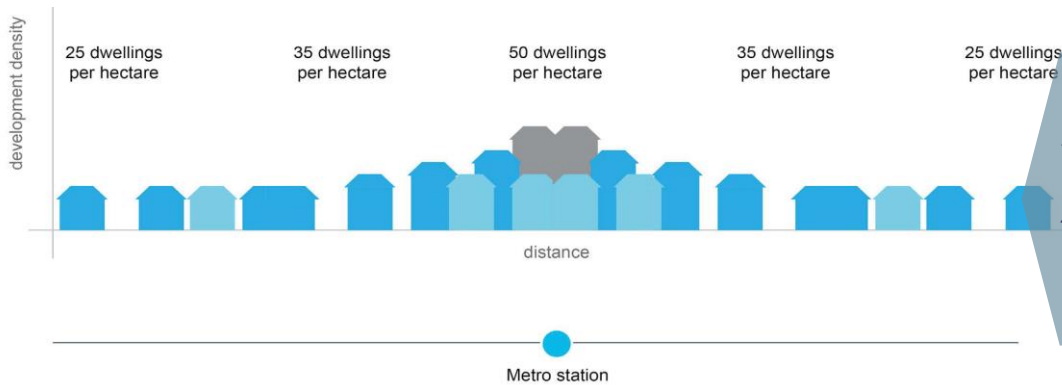 development density
25 dwellings
per hectare
35 dwellings
per hectare
50 dwellings
per hectare
35 dwellings
per hectare
25 dwellings
per hectare
distance
Metro station